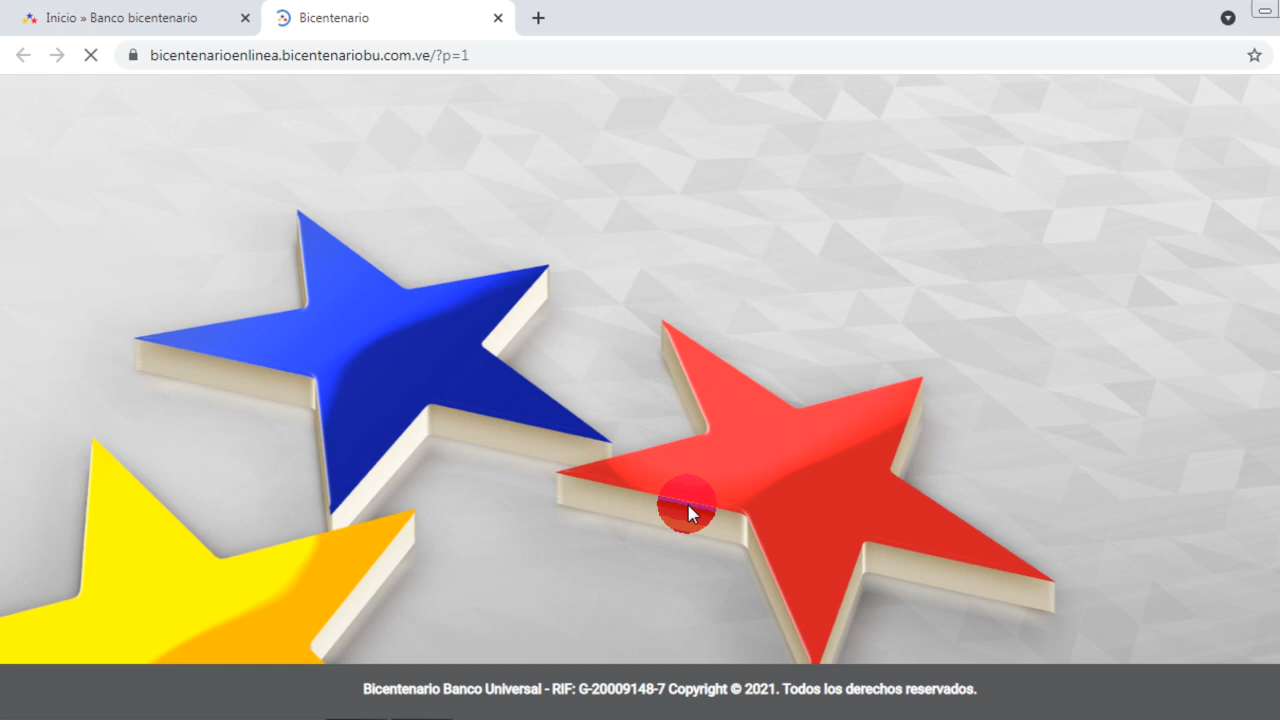 Inicio » Banco bicentenario
Bicentenario
bicentenarioenlinea.bicentenariobu.com.ve/?p=1
Bicentenario Banco Universal - RIF: G-20009148-7 Copyright © 2021. Todos los derechos reservados.